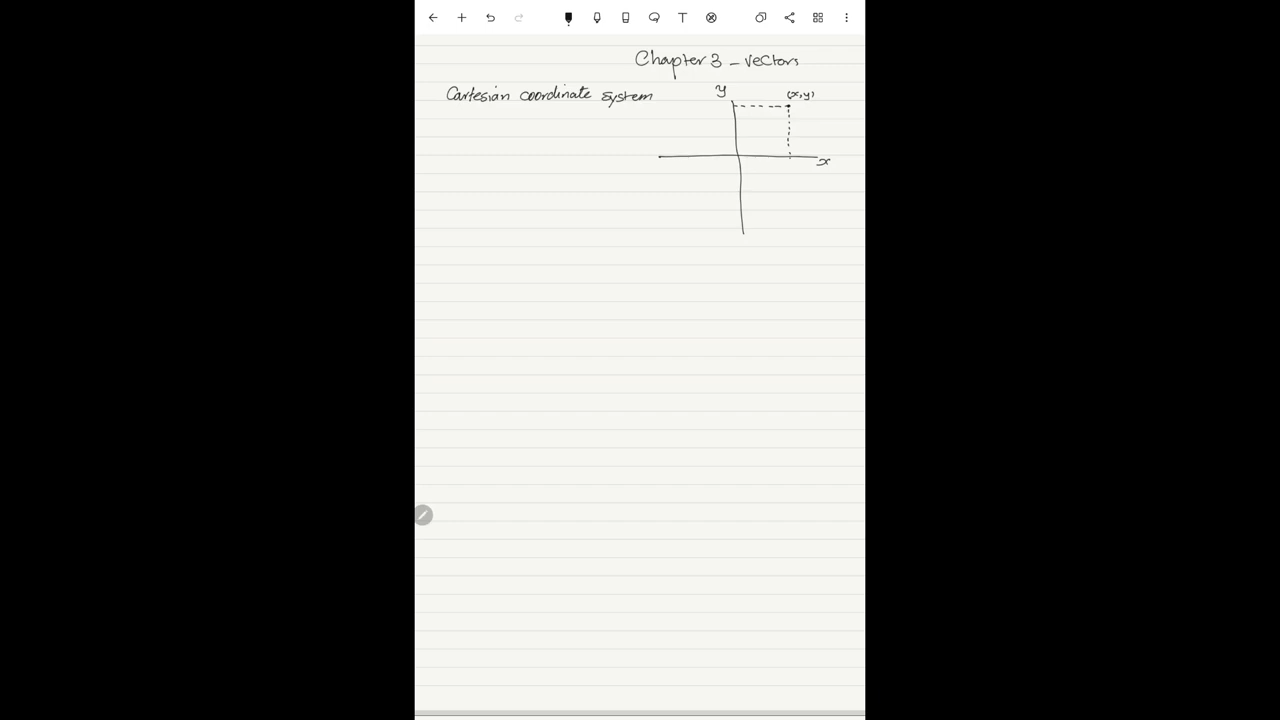 Chapter 3 - vectors
Cartesian coordinate system
y
(x,y)
x